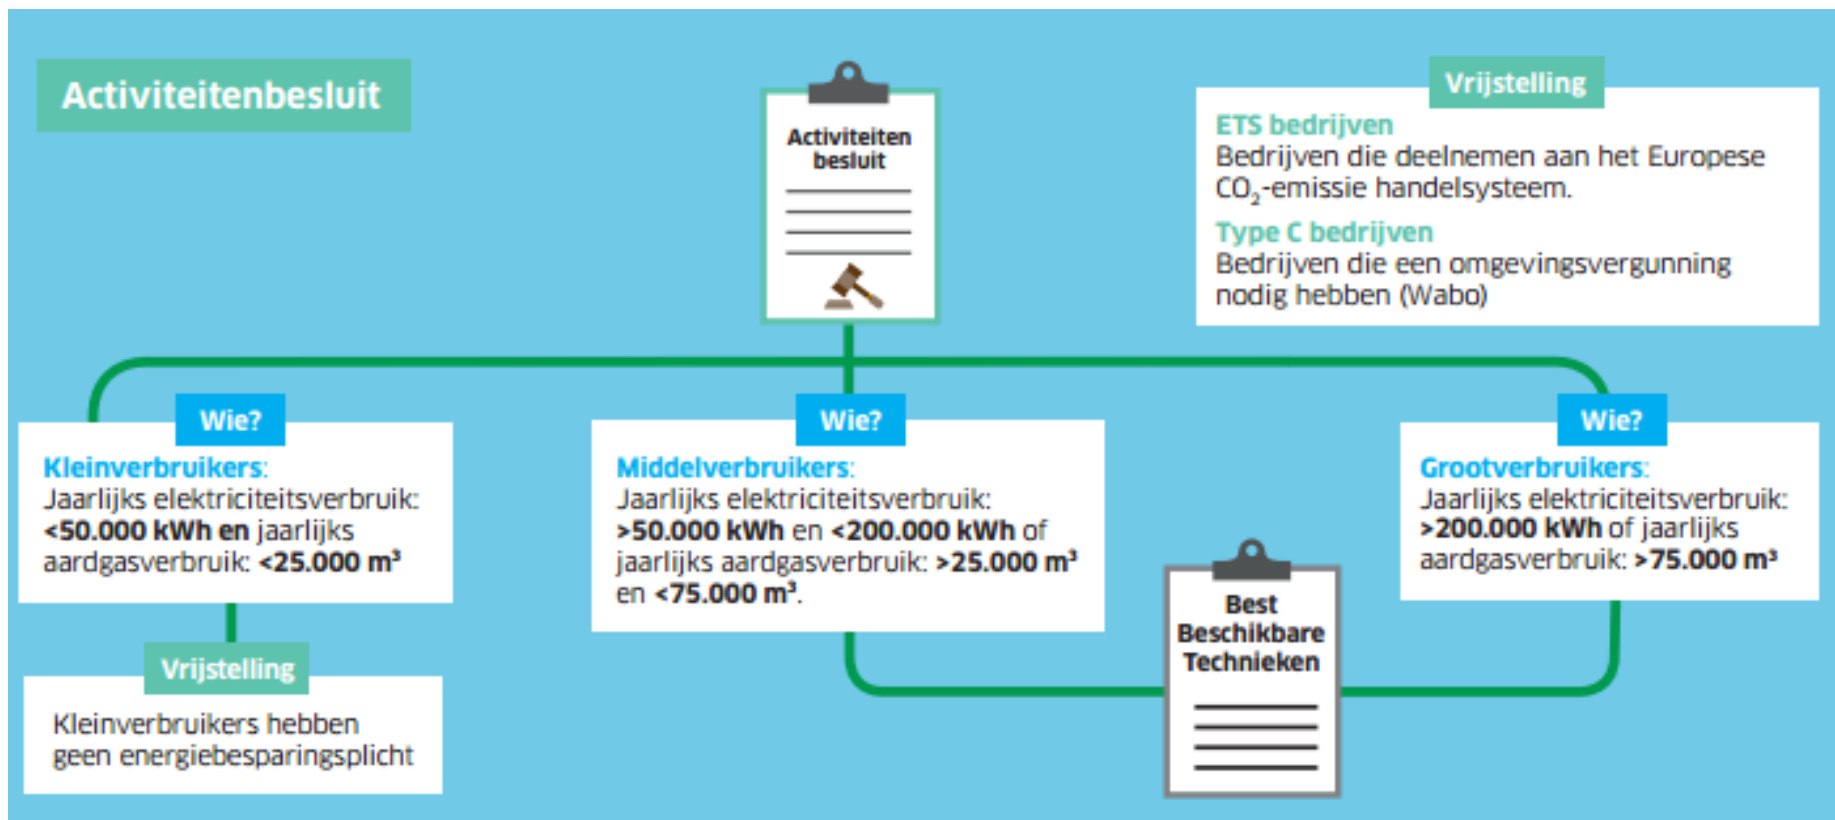 Activiteitenbesluit
Activiteiten
besluit
Vrijstelling
ETS bedrijven
Bedrijven die deelnemen aan het Europese
CO₂-emissie handelsysteem.
Type C bedrijven
Bedrijven die een omgevingsvergunning
nodig hebben (Wabo)
Wie?
Kleinverbruikers:
Jaarlijks elektriciteitsverbruik:
<50.000 kWh en jaarlijks
aardgasverbruik: <25.000 m³
Vrijstelling
Kleinverbruikers hebben
geen energiebesparingsplicht
Wie?
Middelverbruikers:
Jaarlijks elektriciteitsverbruik:
>50.000 kWh en <200.000 kWh of
jaarlijks aardgasverbruik: >25.000 m³
en <75.000 m³.
Wie?
Grootverbruikers:
Jaarlijks elektriciteitsverbruik:
>200.000 kWh of jaarlijks
aardgasverbruik: >75.000 m³
Best
Beschikbare
Technieken